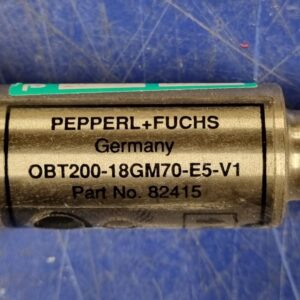 PEPPERL+FUCHS
Germany
OBT200-18GM70-E5-V1
Part No. 82415